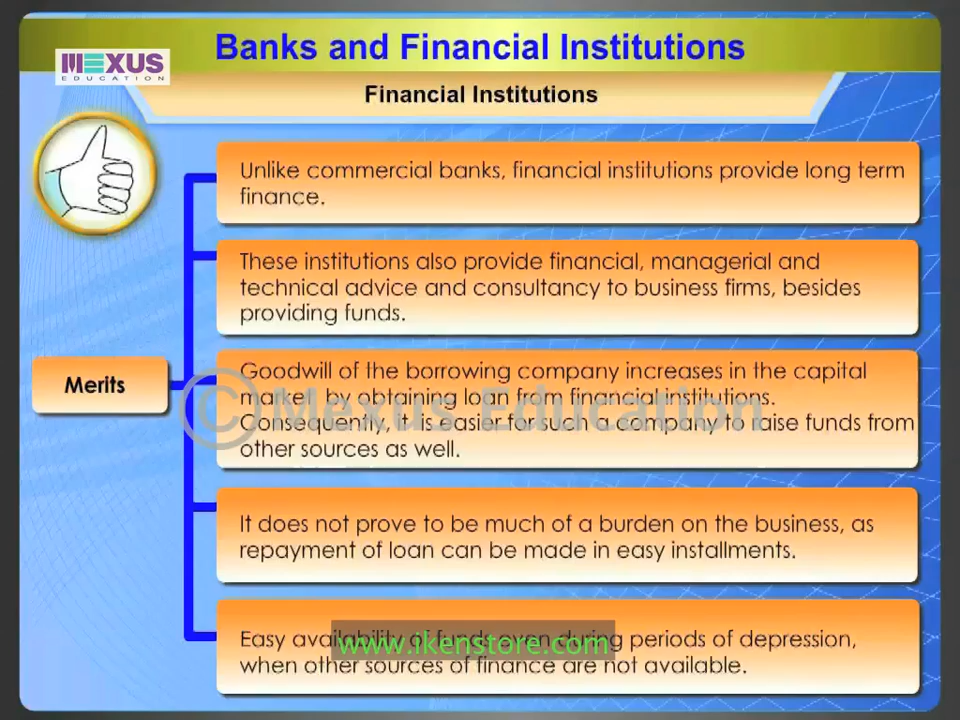 Banks and Financial Institutions
MEXUS
EDUCATION
Financial Institutions
Unlike commercial banks, financial institutions provide long term
finance.
These institutions also provide financial, managerial and
technical advice and consultancy to business firms, besides
providing funds.
Merits
Goodwill of the borrowing company increases in the capital
market, by obtaining loan from financial institutions.
Consequently, it is easier for such a company to raise funds from
other sources as well.
© Mexus Education
It does not prove to be much of a burden on the business, as
repayment of loan can be made in easy installments.
Easy availability of funds even during periods of depression,
when other sources of finance are not available.
www.ikenstore.com